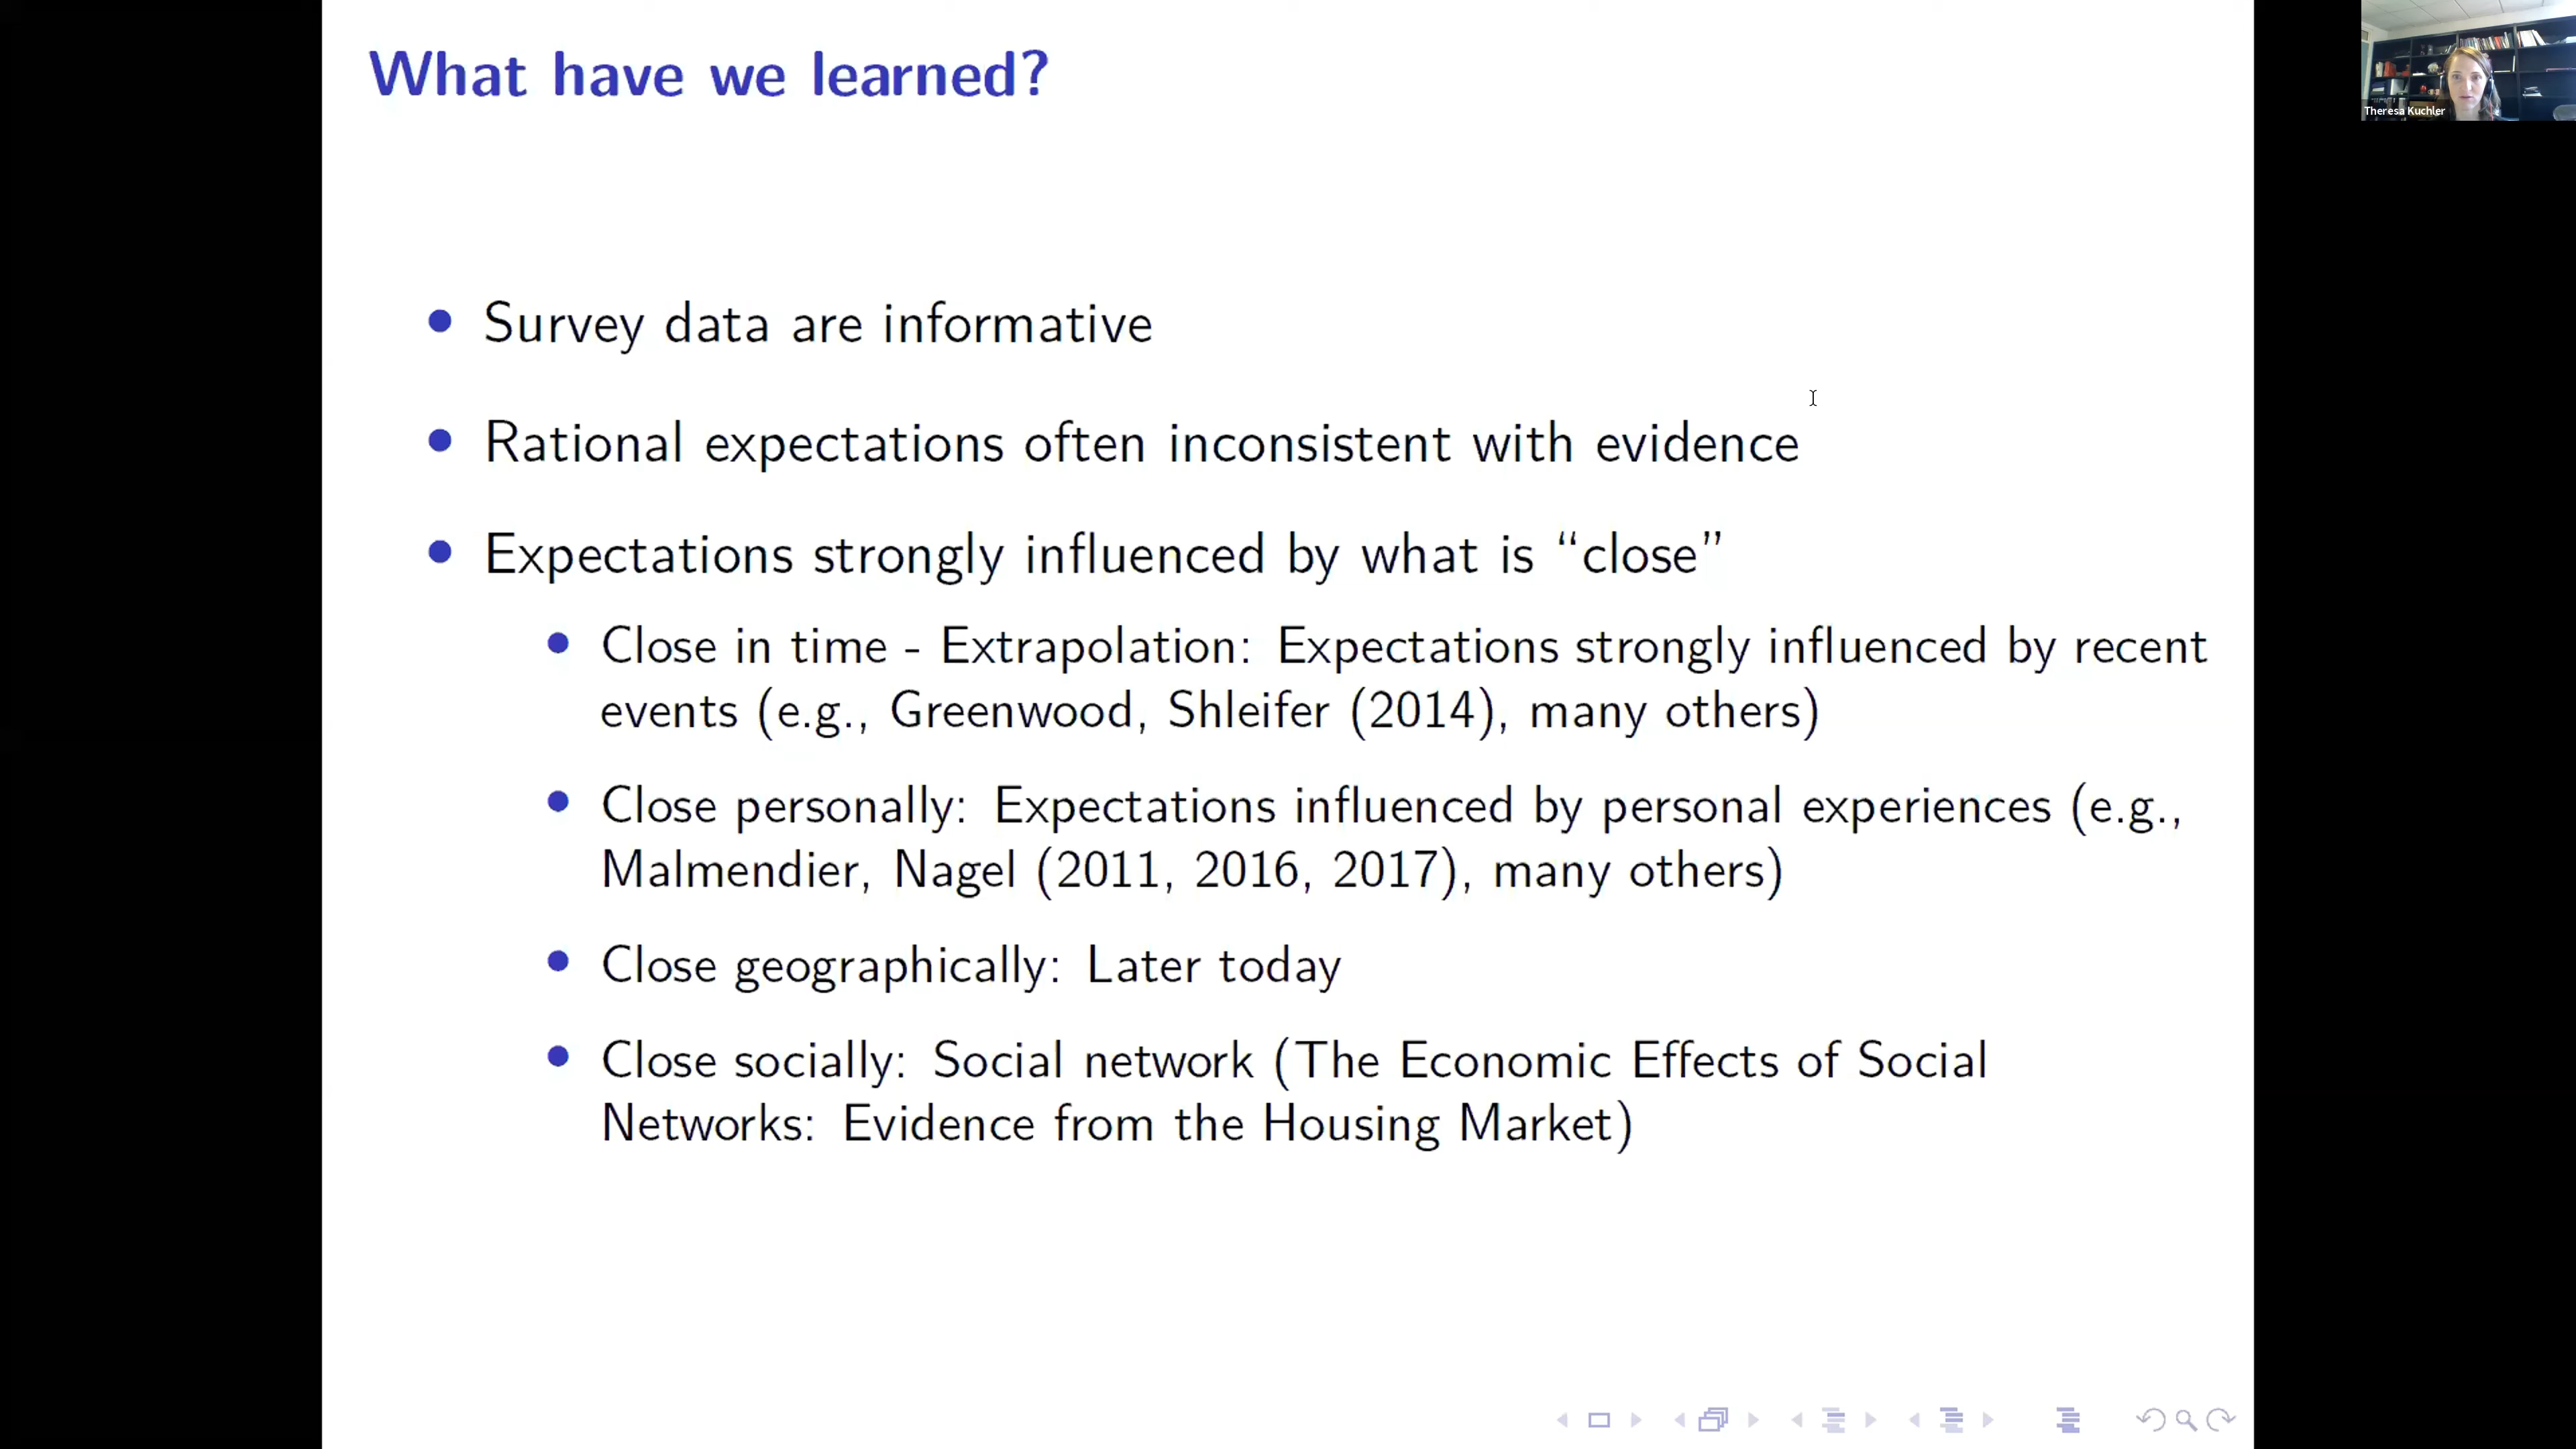 What have we learned?
Theresa Kuchler
• Survey data are informative
• Rational expectations often inconsistent with evidence
• Expectations strongly influenced by what is “close”
• Close in time - Extrapolation: Expectations strongly influenced by recent
events (e.g., Greenwood, Shleifer (2014), many others)
• Close personally: Expectations influenced by personal experiences (e.g.,
Malmendier, Nagel (2011, 2016, 2017), many others)
• Close geographically: Later today
• Close socially: Social network (The Economic Effects of Social
Networks: Evidence from the Housing Market)